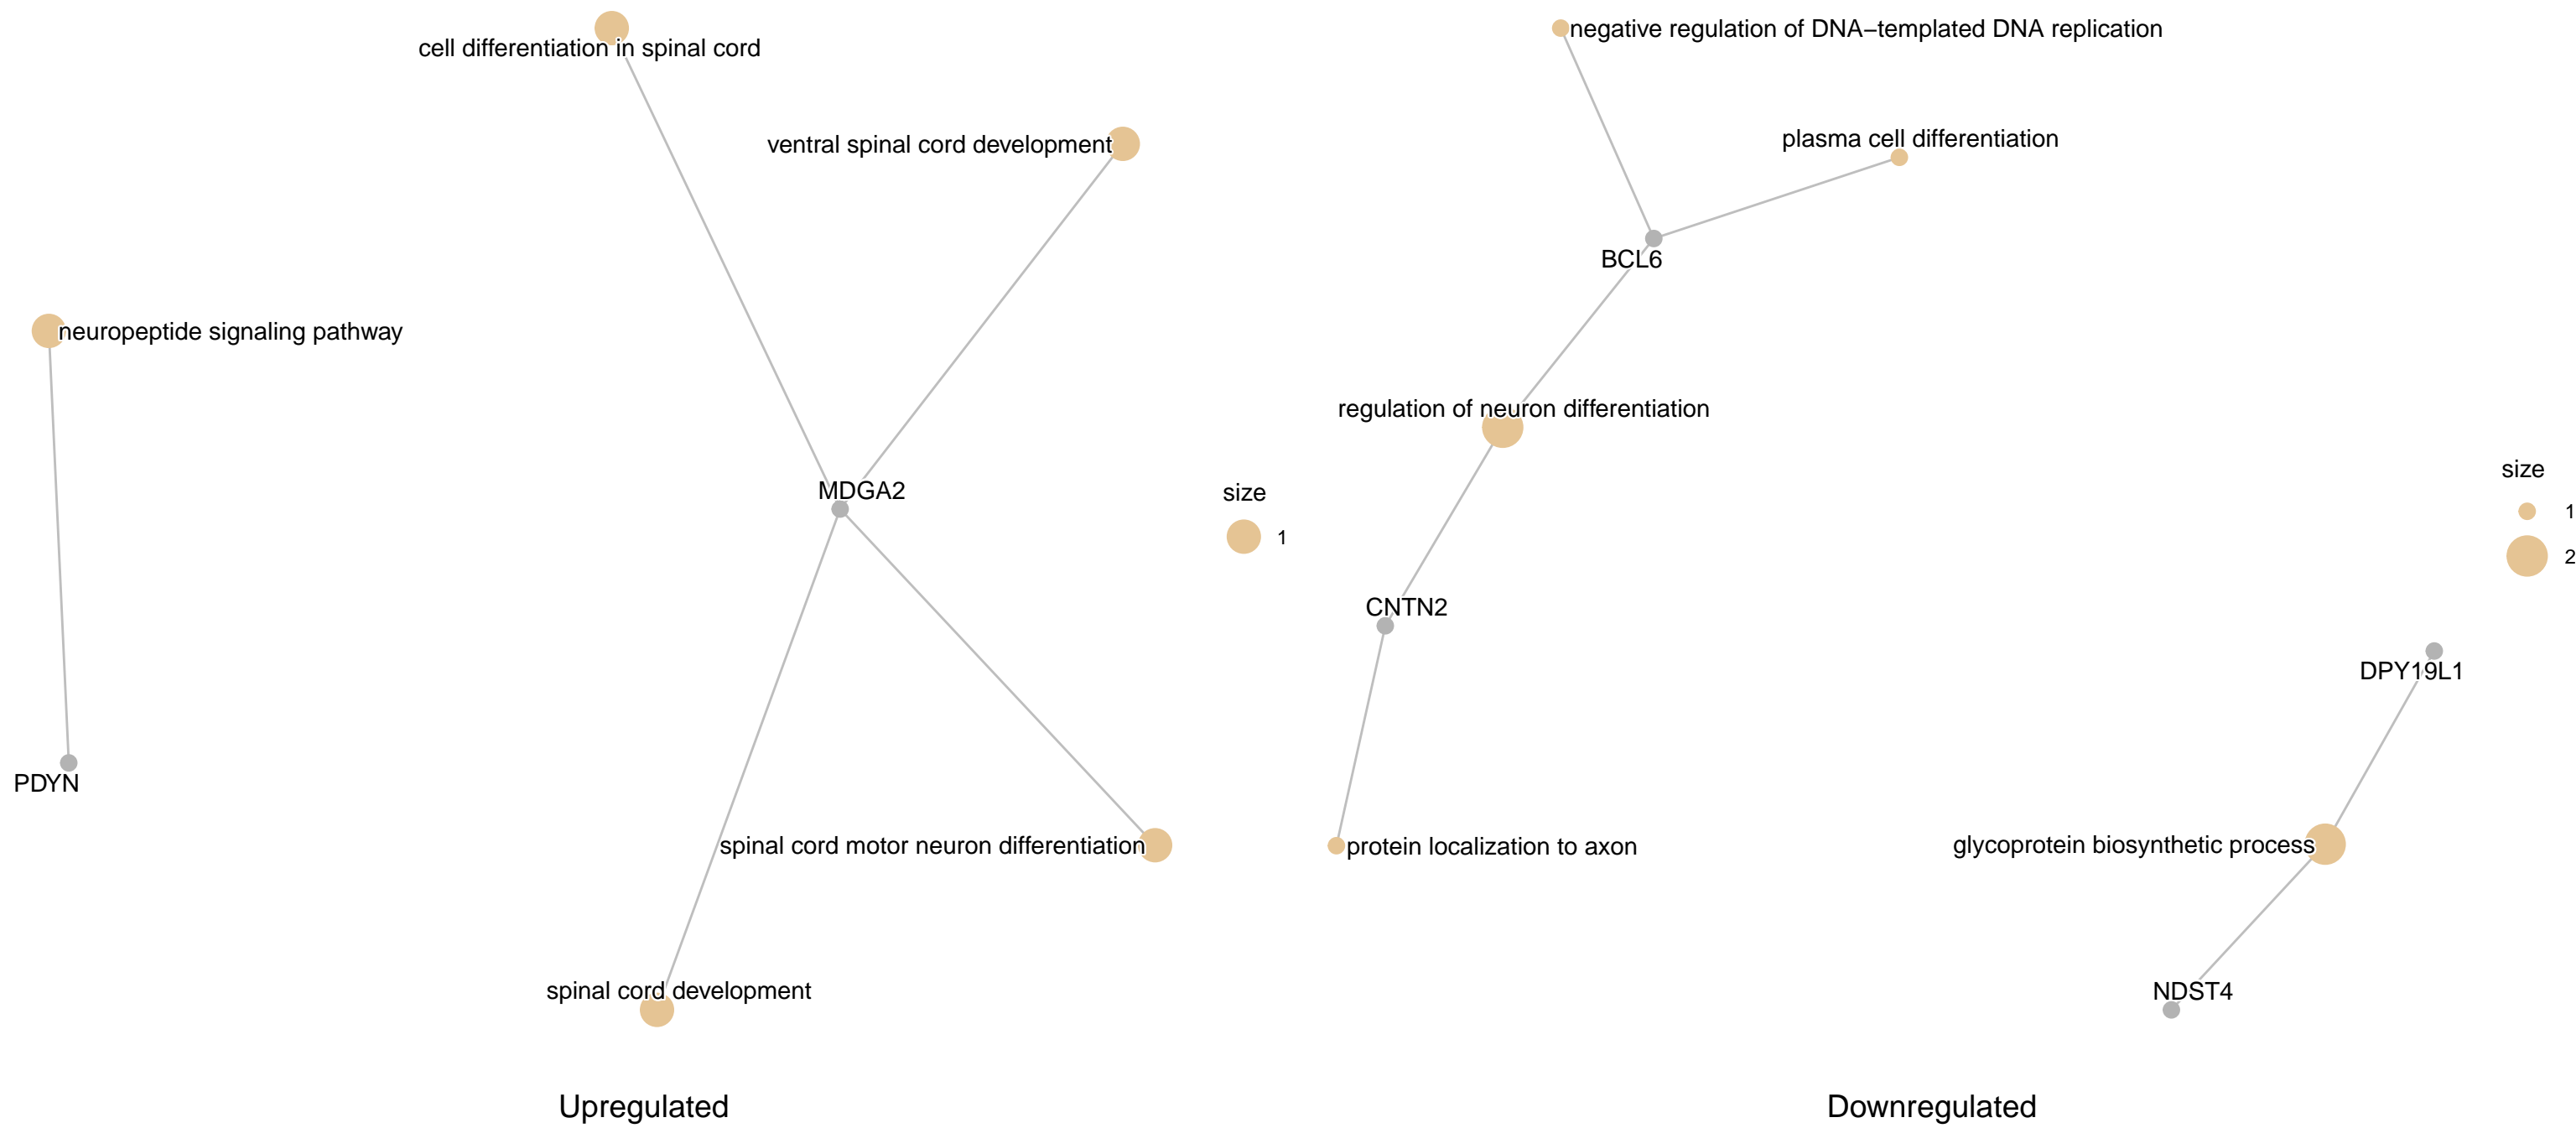 cell differentiation in spinal cord
ventral spinal cord development
neuropeptide signaling pathway
MDGA2
size
1
PDYN
spinal cord motor neuron differentiation
spinal cord development
Upregulated
negative regulation of DNA−templated DNA replication
plasma cell differentiation
BCL6
regulation of neuron differentiation
size
1
2
CNTN2
DPY19L1
protein localization to axon
glycoprotein biosynthetic process
NDST4
Downregulated